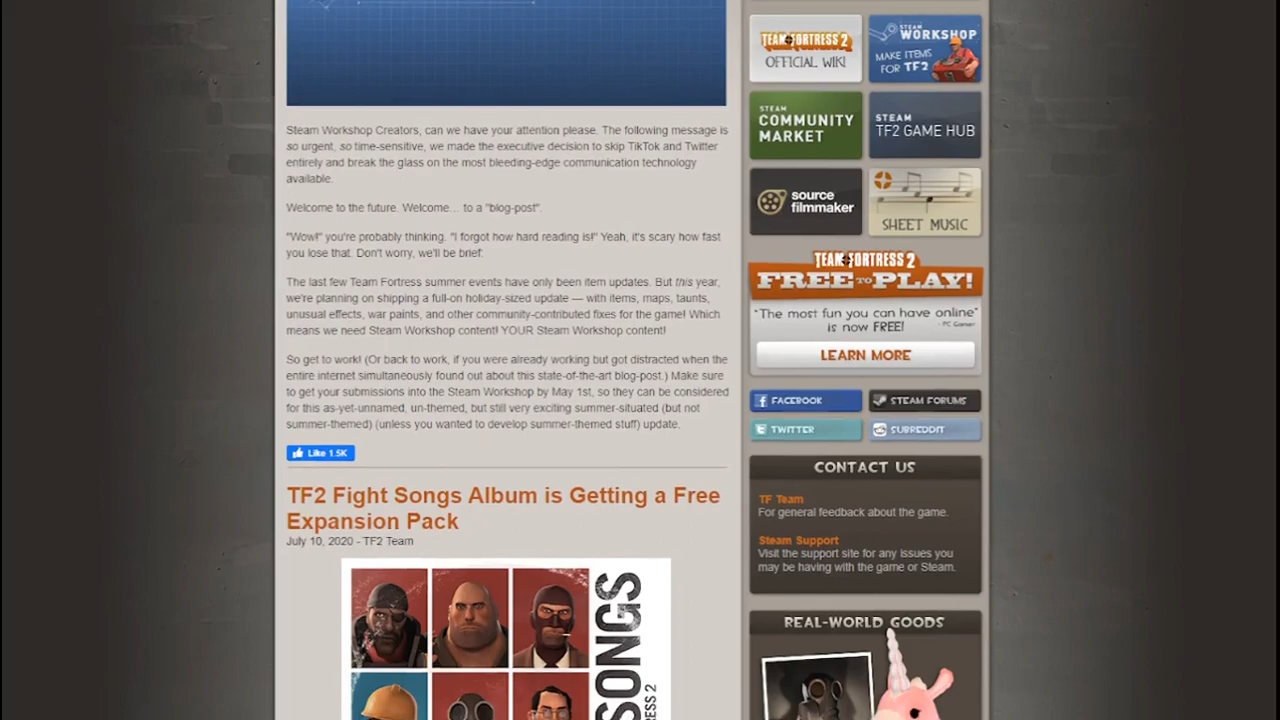 Steam Workshop Creators, can we have your attention please. The following message is
so urgent, so time-sensitive, we made the executive decision to skip TikTok and Twitter
entirely and break the glass on the most bleeding-edge communication technology
available.
Welcome to the future. Welcome… to a "blog-post".
"Wow!" you're probably thinking. "I forgot how hard reading is!" Yeah, it's scary how fast
you lose that. Don't worry, we'll be brief.
The last few Team Fortress summer events have only been item updates. But this year,
we're planning on shipping a full-on holiday-sized update — with items, maps, taunts,
unusual effects, war paints, and other community-contributed fixes for the game! Which
means we need Steam Workshop content! YOUR Steam Workshop content!
So get to work! (Or back to work, if you were already working but got distracted when the
entire internet simultaneously found out about this state-of-the-art blog-post.) Make sure
to get your submissions into the Steam Workshop by May 1st, so they can be considered
for this as-yet-unnamed, un-themed, but still very exciting summer-situated (but not
summer-themed) (unless you wanted to develop summer-themed stuff) update.
Like 1.5K
TF2 Fight Songs Album is Getting a Free
Expansion Pack
July 10, 2020 - TF2 Team
SONGS
RESS 2
TEAM FORTRESS 2
OFFICIAL WIKI
STEAM
WORKSHOP
MAKE ITEMS
FOR TF2
STEAM
COMMUNITY
MARKET
STEAM
TF2 GAME HUB
source
filmmaker
SHEET MUSIC
TEAM FORTRESS 2
FREE TO PLAY!
"The most fun you can have online"
is now FREE! - PC Gamer
LEARN MORE
FACEBOOK
STEAM FORUMS
TWITTER
SUBREDDIT
CONTACT US
TF Team
For general feedback about the game.
Steam Support
Visit the support site for any issues you
may be having with the game or Steam.
REAL-WORLD GOODS